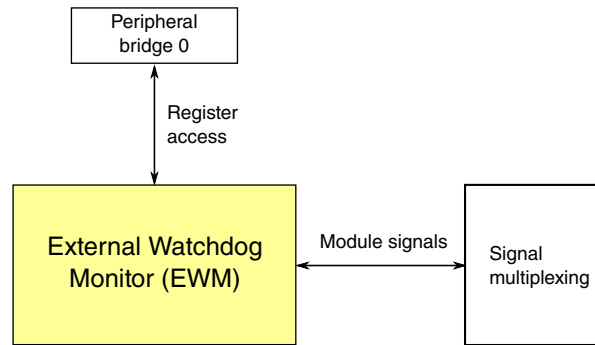 Peripheral
bridge 0
Register
access
External Watchdog
Monitor (EWM)
Module signals
Signal
multiplexing